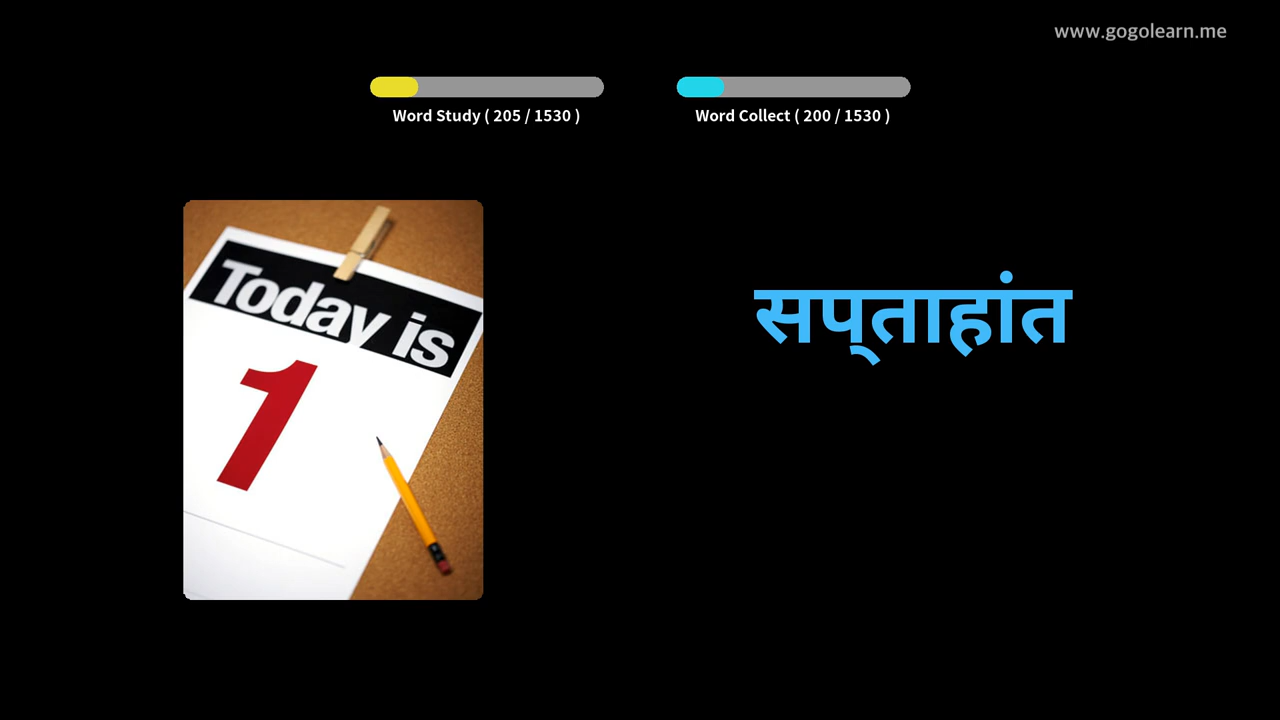 www.gogolearn.me
Word Study ( 205 / 1530 )
Word Collect ( 200 / 1530 )
Today is
1
सप्ताहांत